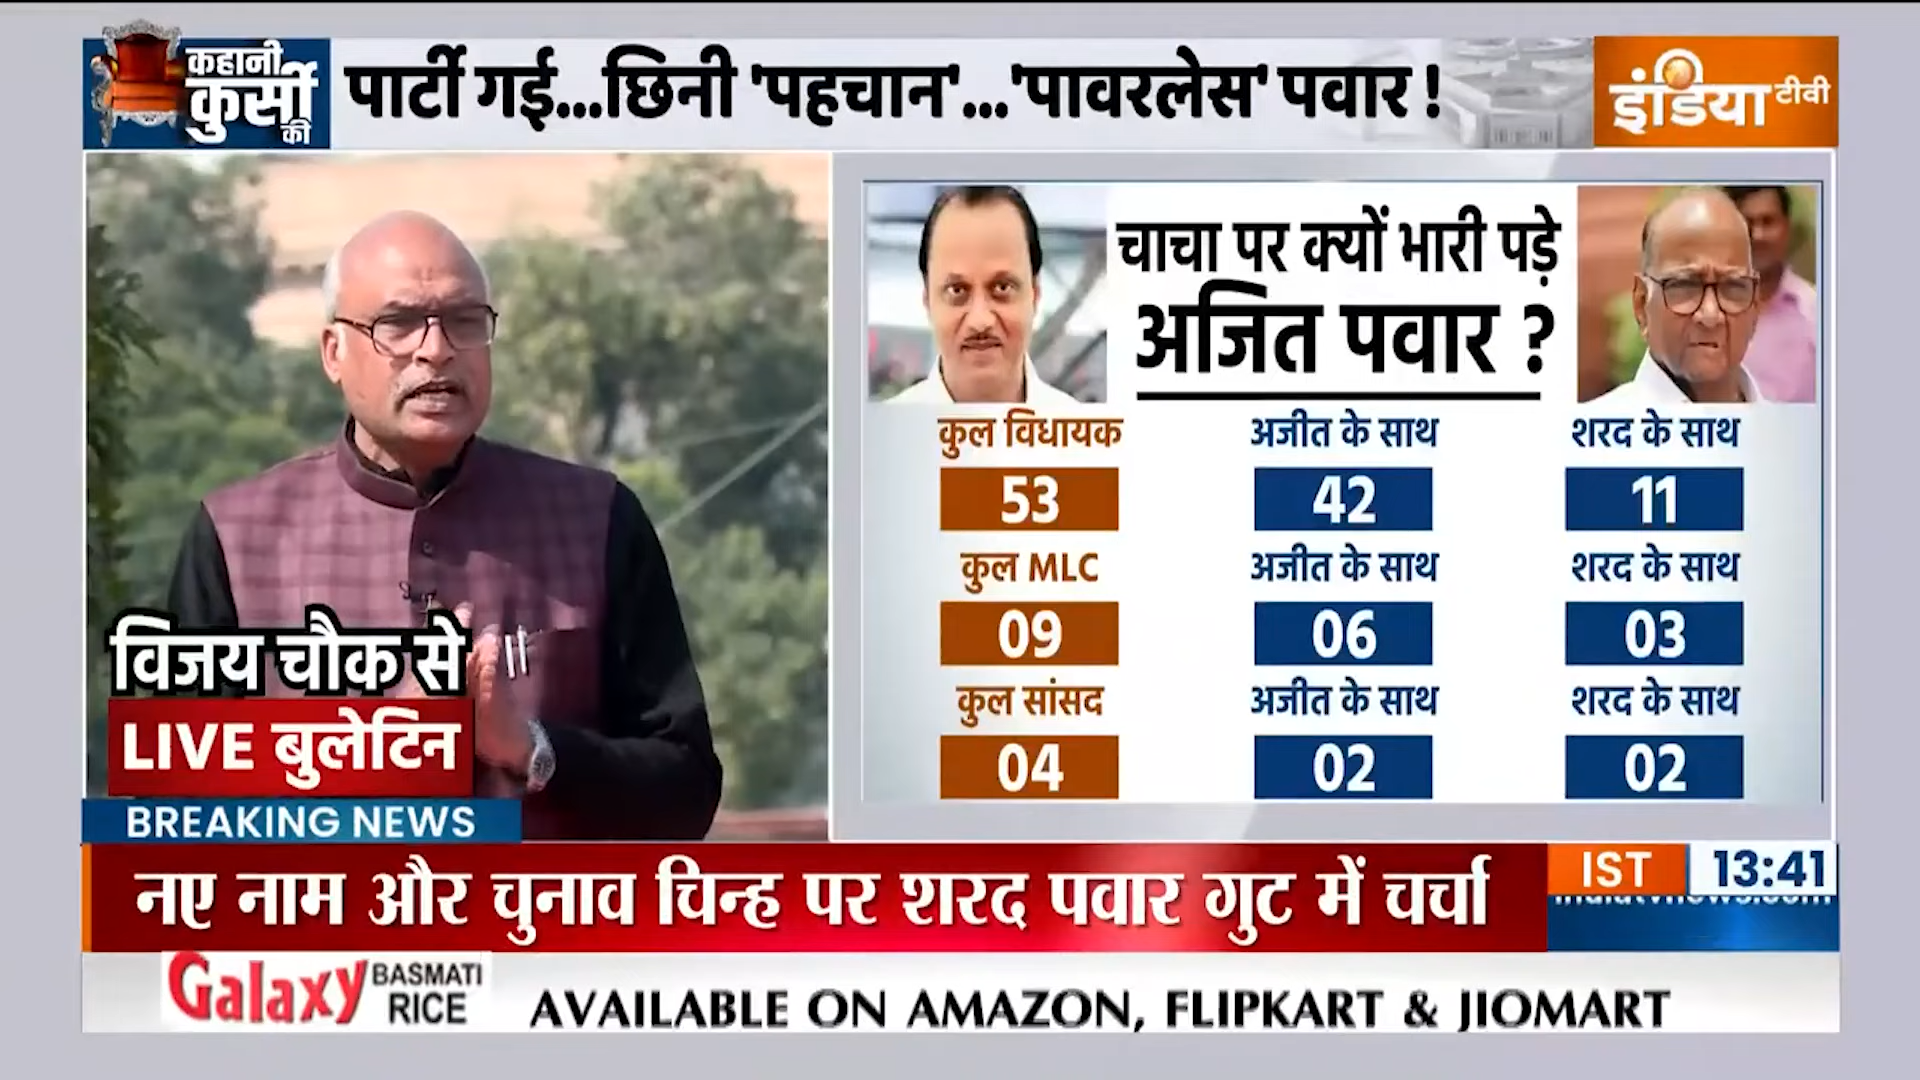 कहानी
कुर्सी
की
पार्टी गई...छिनी 'पहचान'...'पावरलेस' पवार !
इंडिया टीवी
चाचा पर क्यों भारी पड़े
अजित पवार ?
कुल विधायक अजीत के साथ शरद के साथ
53 42 11
कुल MLC अजीत के साथ शरद के साथ
09 06 03
कुल सांसद अजीत के साथ शरद के साथ
04 02 02
विजय चौक से
LIVE बुलेटिन
BREAKING NEWS
नए नाम और चुनाव चिन्ह पर शरद पवार गुट में चर्चा
IST 13:41
indiatvnews.com
Galaxy BASMATI
RICE
AVAILABLE ON AMAZON, FLIPKART & JIOMART